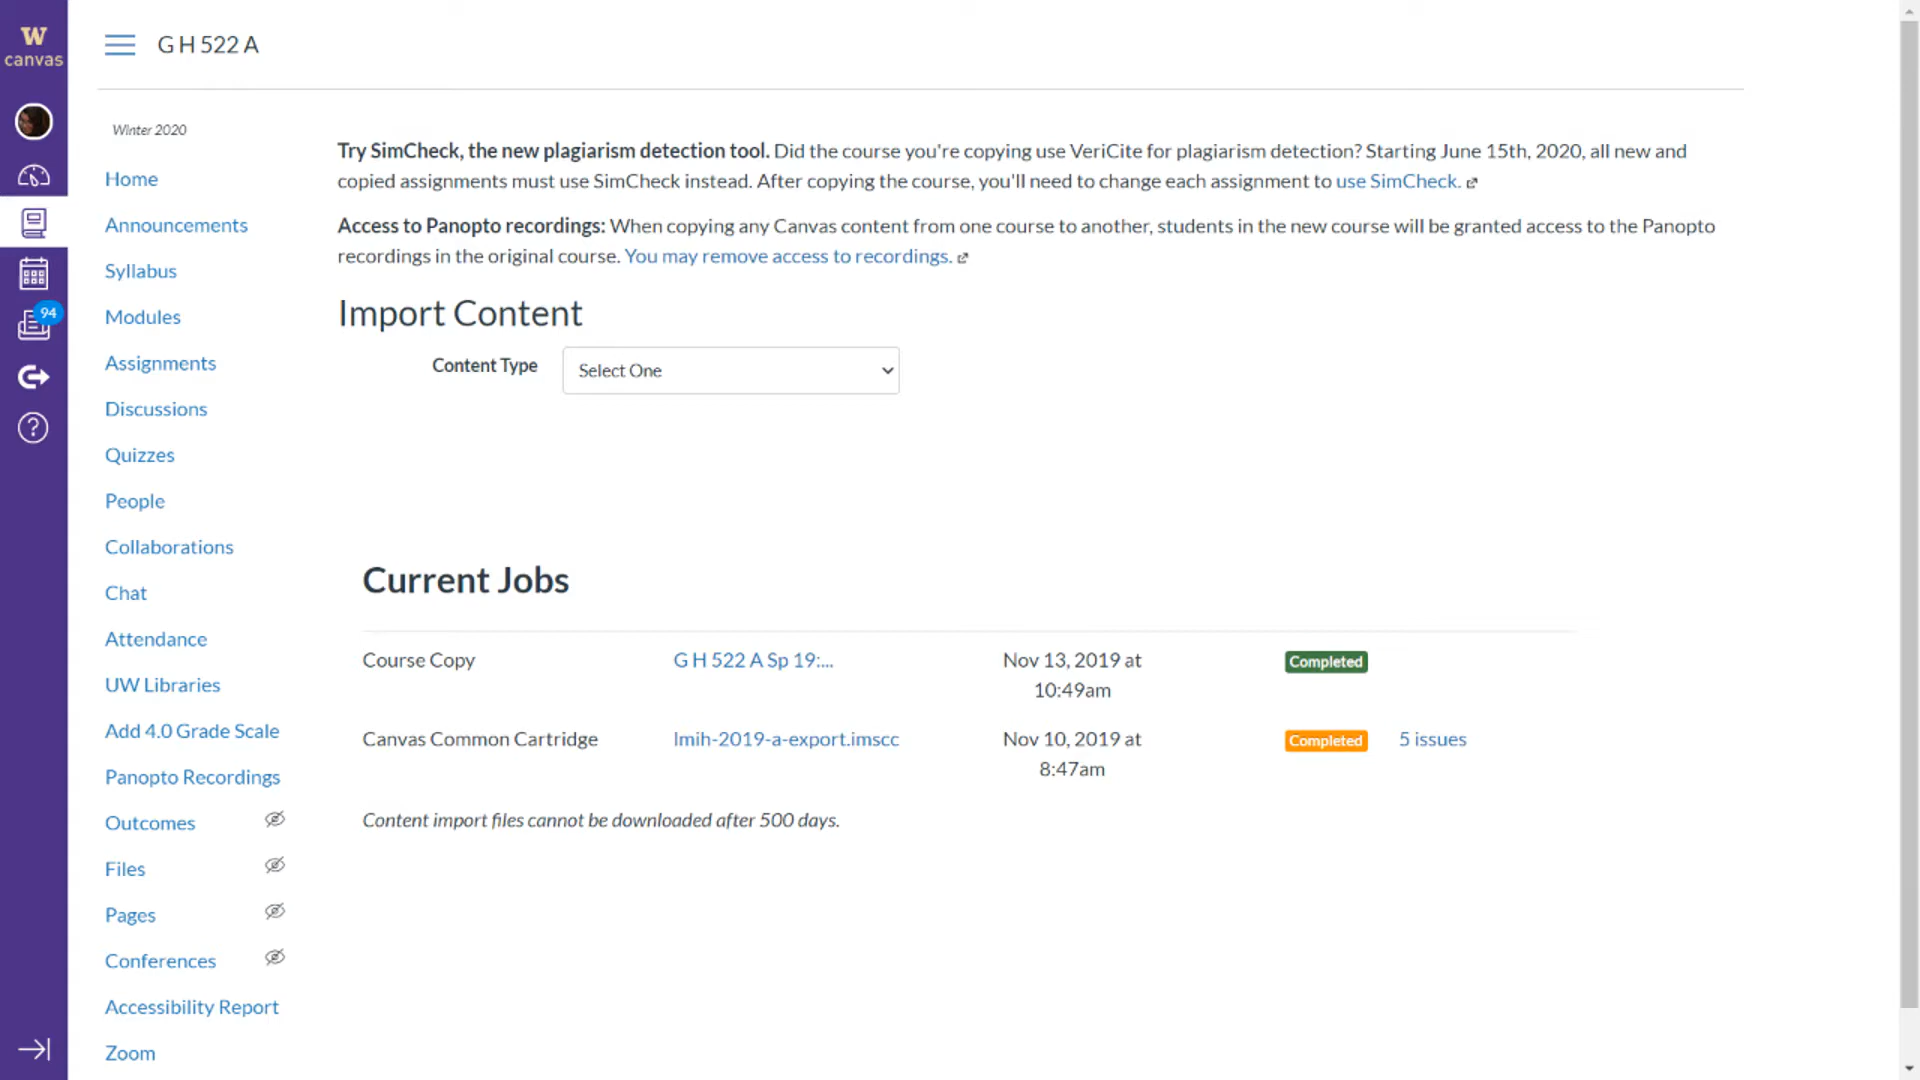 W
canvas
G H 522 A
94
Winter 2020
Home
Announcements
Syllabus
Modules
Assignments
Discussions
Quizzes
People
Collaborations
Chat
Attendance
UW Libraries
Add 4.0 Grade Scale
Panopto Recordings
Outcomes
Files
Pages
Conferences
Accessibility Report
Zoom
Try SimCheck, the new plagiarism detection tool. Did the course you're copying use VeriCite for plagiarism detection? Starting June 15th, 2020, all new and
copied assignments must use SimCheck instead. After copying the course, you'll need to change each assignment to use SimCheck.
Access to Panopto recordings: When copying any Canvas content from one course to another, students in the new course will be granted access to the Panopto
recordings in the original course. You may remove access to recordings.
Import Content
Content Type Select One
Current Jobs
Course Copy G H 522 A Sp 19:... Nov 13, 2019 at Completed
10:49am
Canvas Common Cartridge lmih-2019-a-export.imscc Nov 10, 2019 at Completed 5 issues
8:47am
Content import files cannot be downloaded after 500 days.